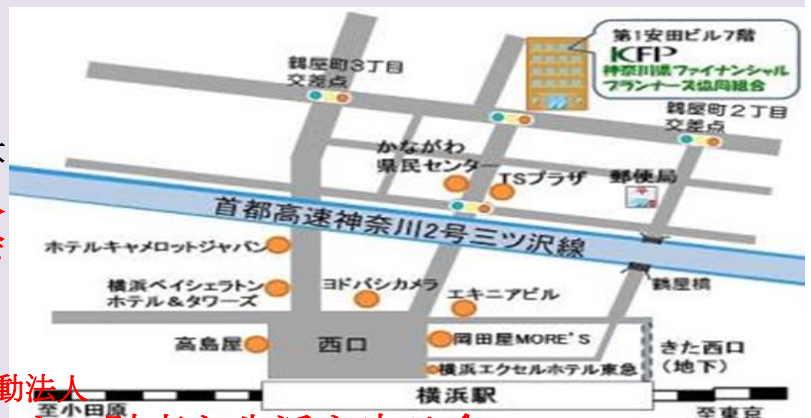 第1安田ビル7階
KFP
神奈川県ファイナンシャル
プランナーズ協同組合
鶴屋町3丁目
交差点
鶴屋町2丁目
交差点
かながわ
県民センター
TSプラザ
郵便局
首都高速神奈川2号三ツ沢線
ホテルキャメロットジャパン
横浜ベイシェラトン
ホテル&タワーズ
ヨドバシカメラ
エキニアビル
鶴屋橋
高島屋
西口
岡田屋MORE'S
横浜エクセルホテル東急
きた西口
(地下)
動法人
横浜駅
至小田原
至東京